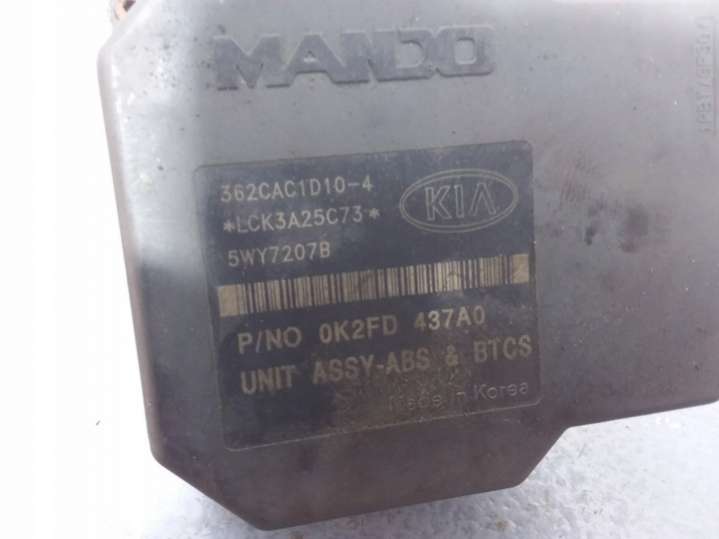 MANDO
362CAC1D10-4
*LCK3A25C73*
5WY7207B
KIA
P/NO 0K2FD 437A0
UNIT ASSY-ABS & BTCS
Made in Korea